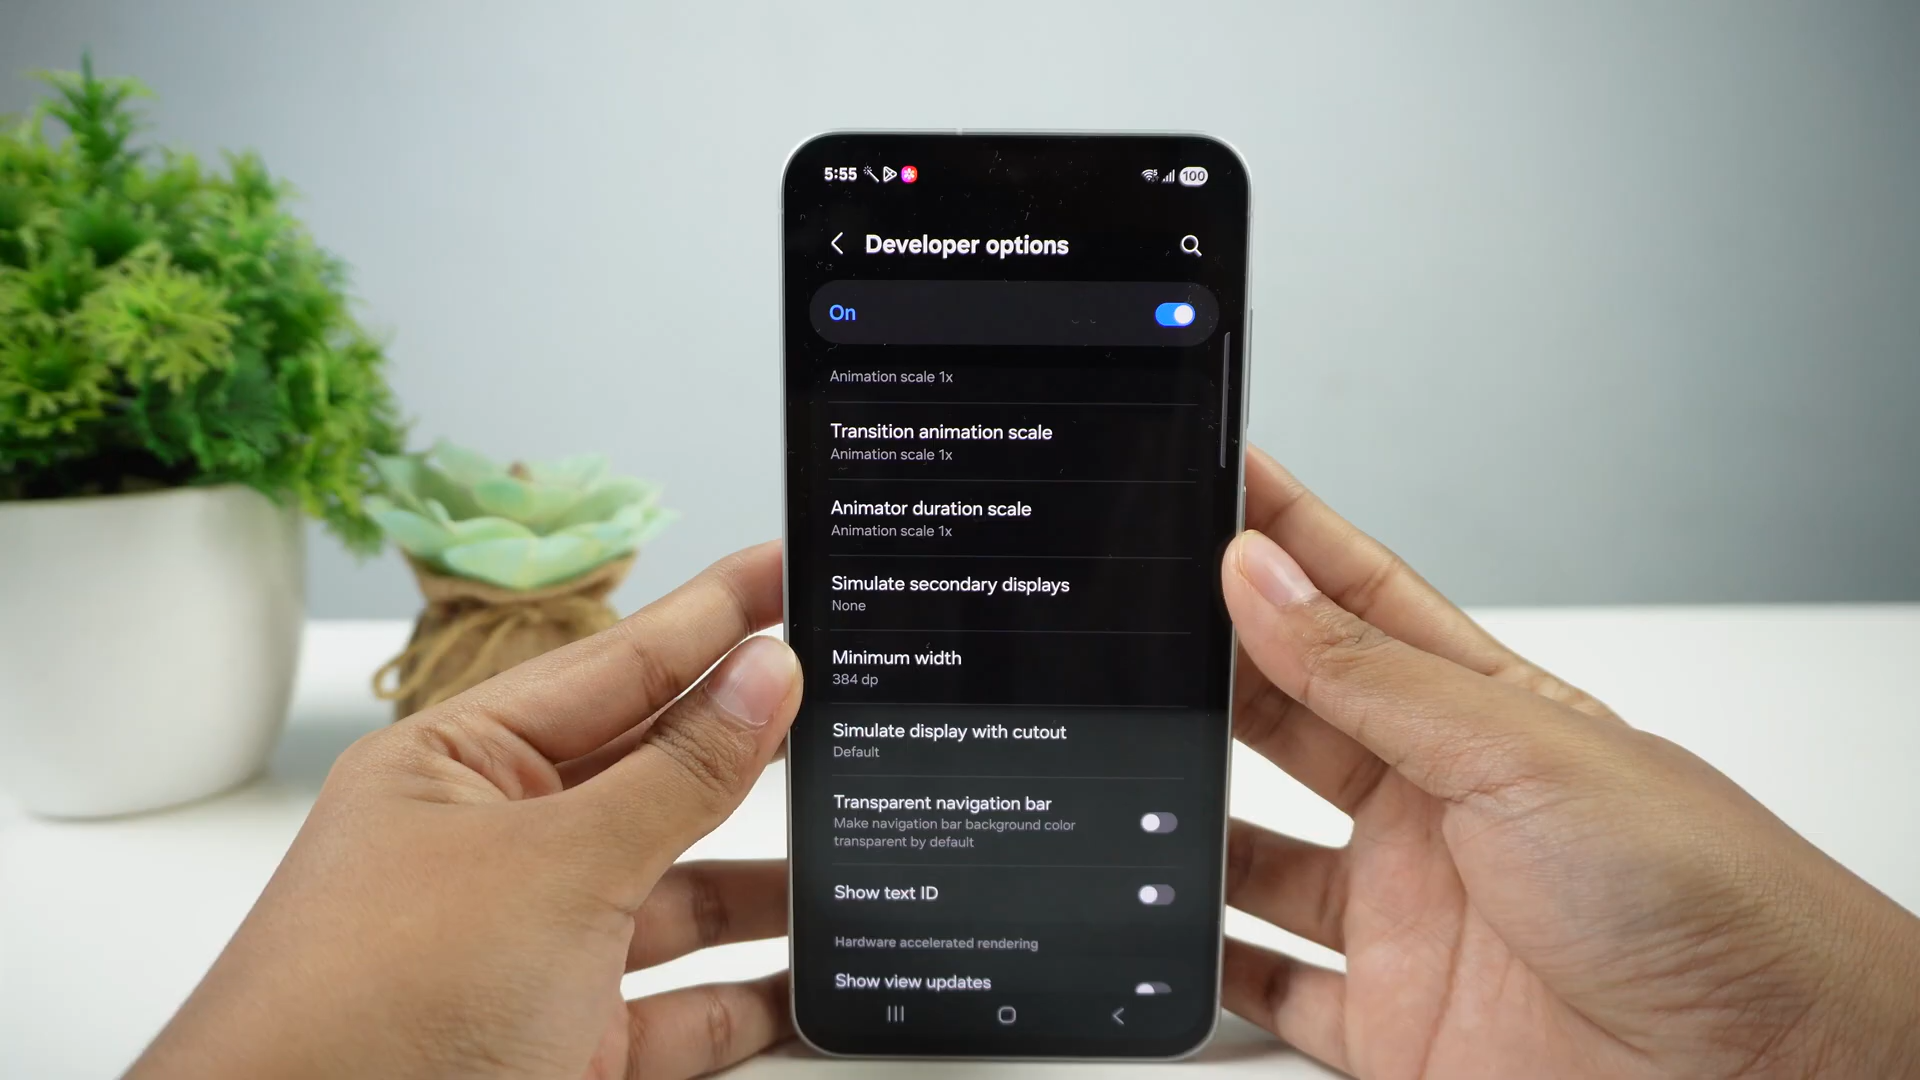 5:55
100
Developer options
On
Animation scale 1x
Transition animation scale
Animation scale 1x
Animator duration scale
Animation scale 1x
Simulate secondary displays
None
Minimum width
384 dp
Simulate display with cutout
Default
Transparent navigation bar
Make navigation bar background color
transparent by default
Show text ID
Hardware accelerated rendering
Show view updates